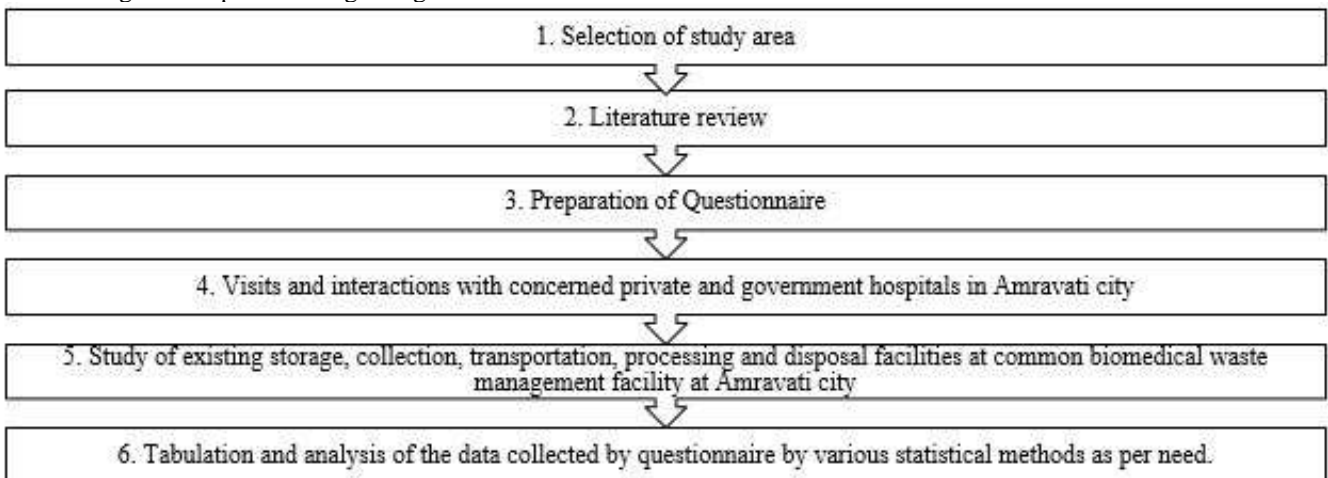 1. Selection of study area
2. Literature review
3. Preparation of Questionnaire
4. Visits and interactions with concerned private and government hospitals in Amravati city
5. Study of existing storage, collection, transportation, processing and disposal facilities at common biomedical waste
management facility at Amravati city
6. Tabulation and analysis of the data collected by questionnaire by various statistical methods as per need.